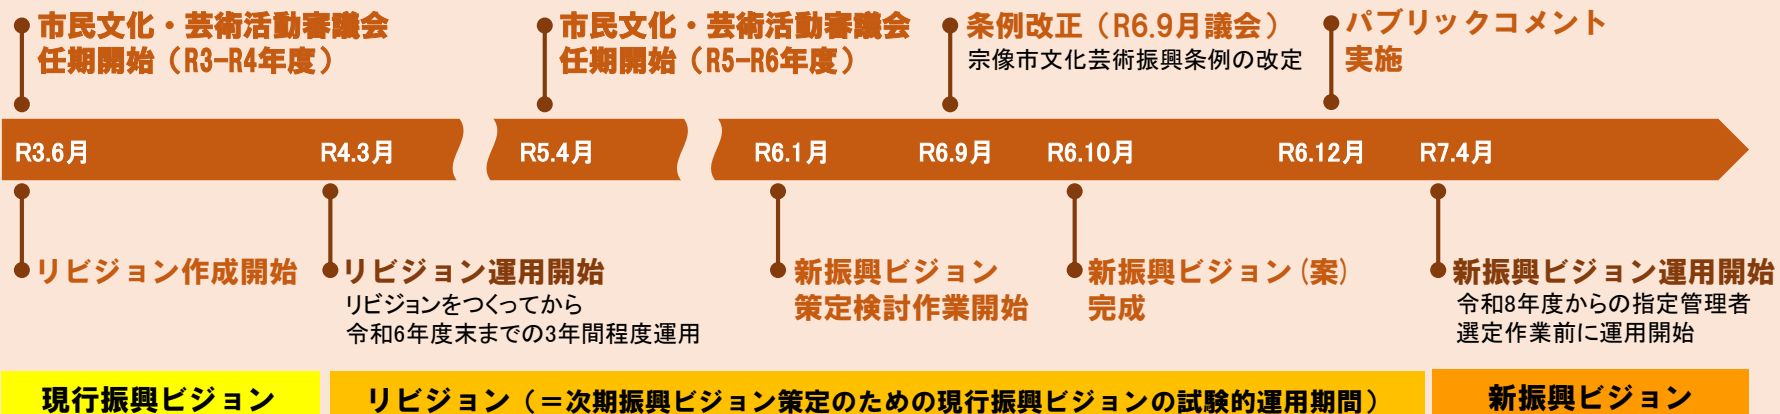 市民文化・芸術活動審議会
任期開始（R3-R4年度）
市民文化・芸術活動審議会
任期開始（R5-R6年度）
条例改正（R6.9月議会）
宗像市文化芸術振興条例の改定
パブリックコメント
実施
R3.6月
R4.3月
R5.4月
R6.1月
R6.9月
R6.10月
R6.12月
R7.4月
リビジョン作成開始
リビジョン運用開始
リビジョンをつくってから
令和6年度末までの3年間程度運用
新振興ビジョン
策定検討作業開始
新振興ビジョン(案)
完成
新振興ビジョン運用開始
令和8年度からの指定管理者
選定作業前に運用開始
現行振興ビジョン
リビジョン（＝次期振興ビジョン策定のための現行振興ビジョンの試験的運用期間）
新振興ビジョン